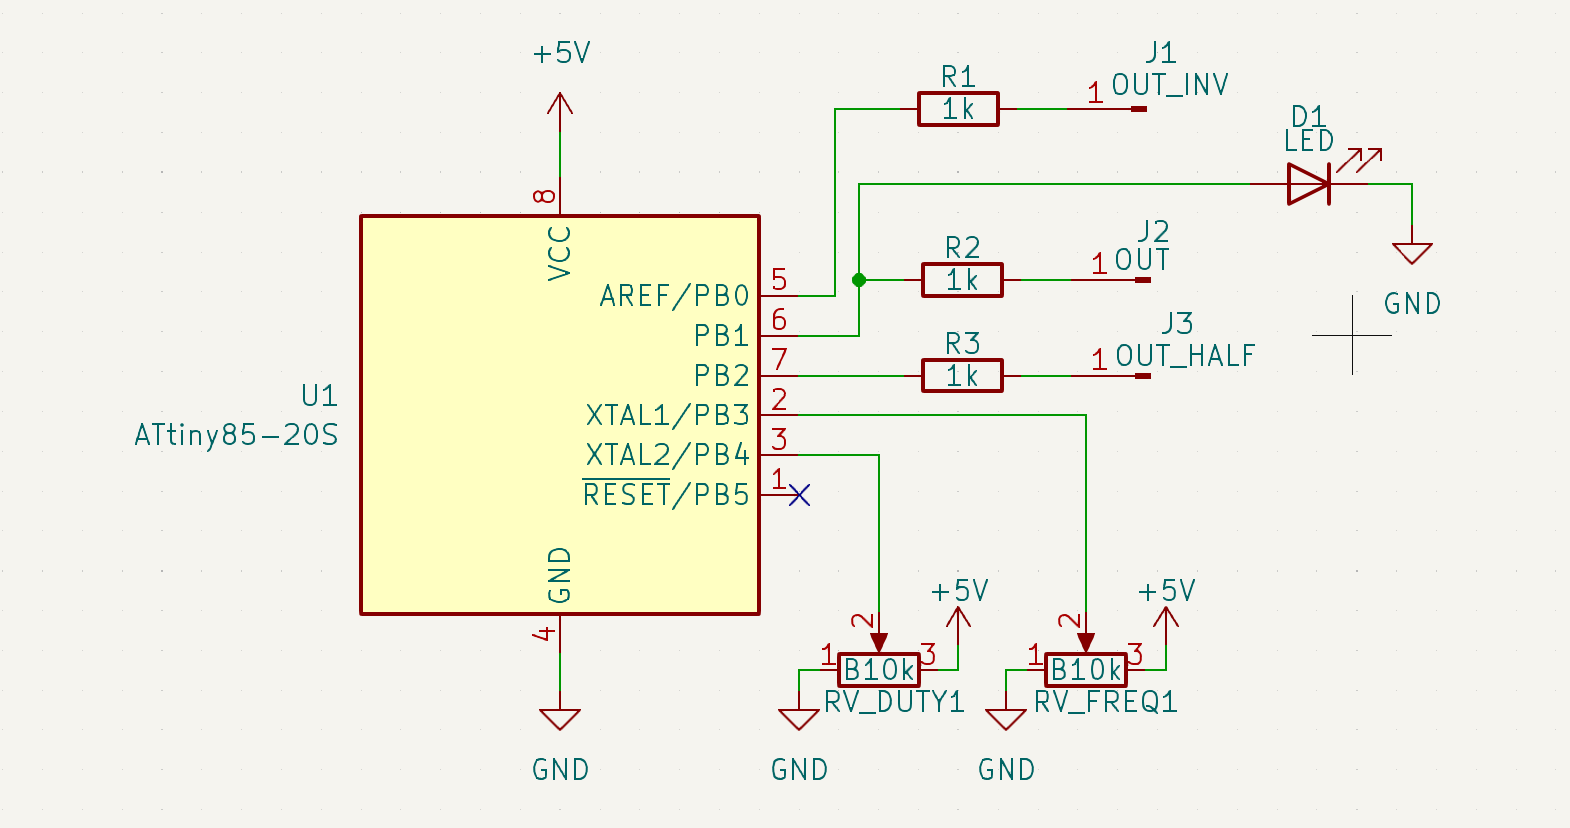 +5V
R1
1k
1
J1
OUT_INV
D1
LED
GND
8
VCC
AREF/PB0
5
PB1
6
PB2
7
XTAL1/PB3
2
XTAL2/PB4
3
RESET/PB5
1
GND
4
GND
U1
ATtiny85-20S
R2
1k
1
J2
OUT
R3
1k
1
J3
OUT_HALF
+5V
2
1
B10k
3
RV_DUTY1
GND
+5V
2
1
B10k
3
RV_FREQ1
GND